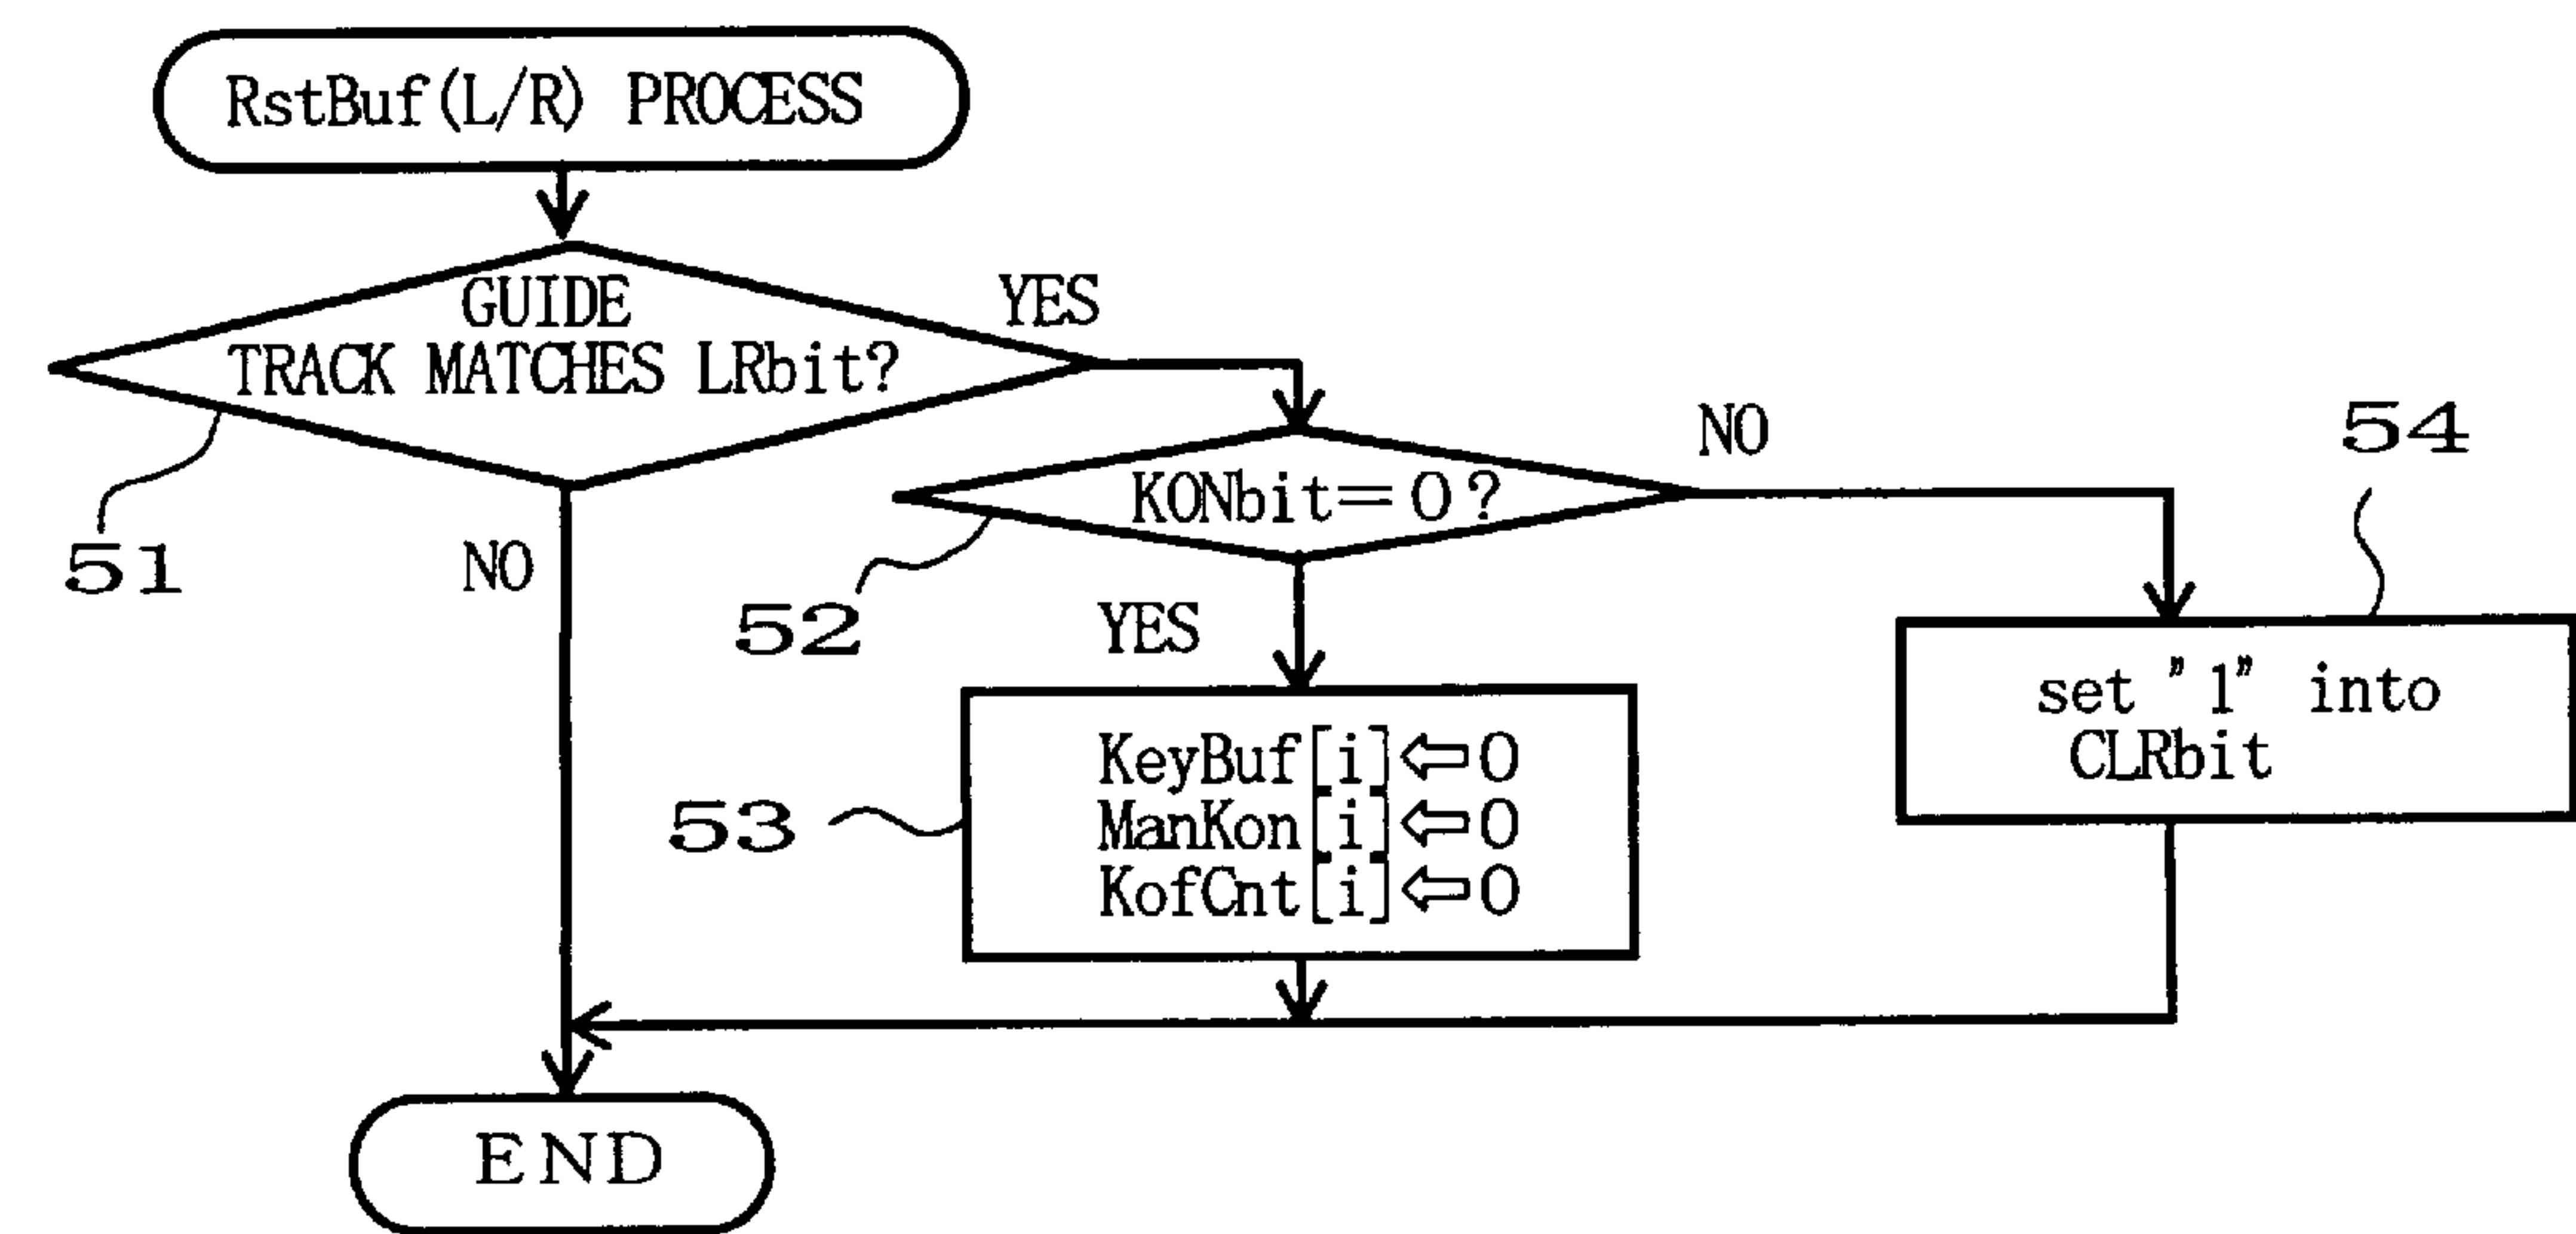 RstBuf(L/R) PROCESS
GUIDE
TRACK MATCHES LRbit?
YES
51
NO
KONbit=0?
NO
52
YES
54
set "1" into
CLRbit
53
KeyBuf[i]⇦0
ManKon[i]⇦0
KofCnt[i]⇦0
END